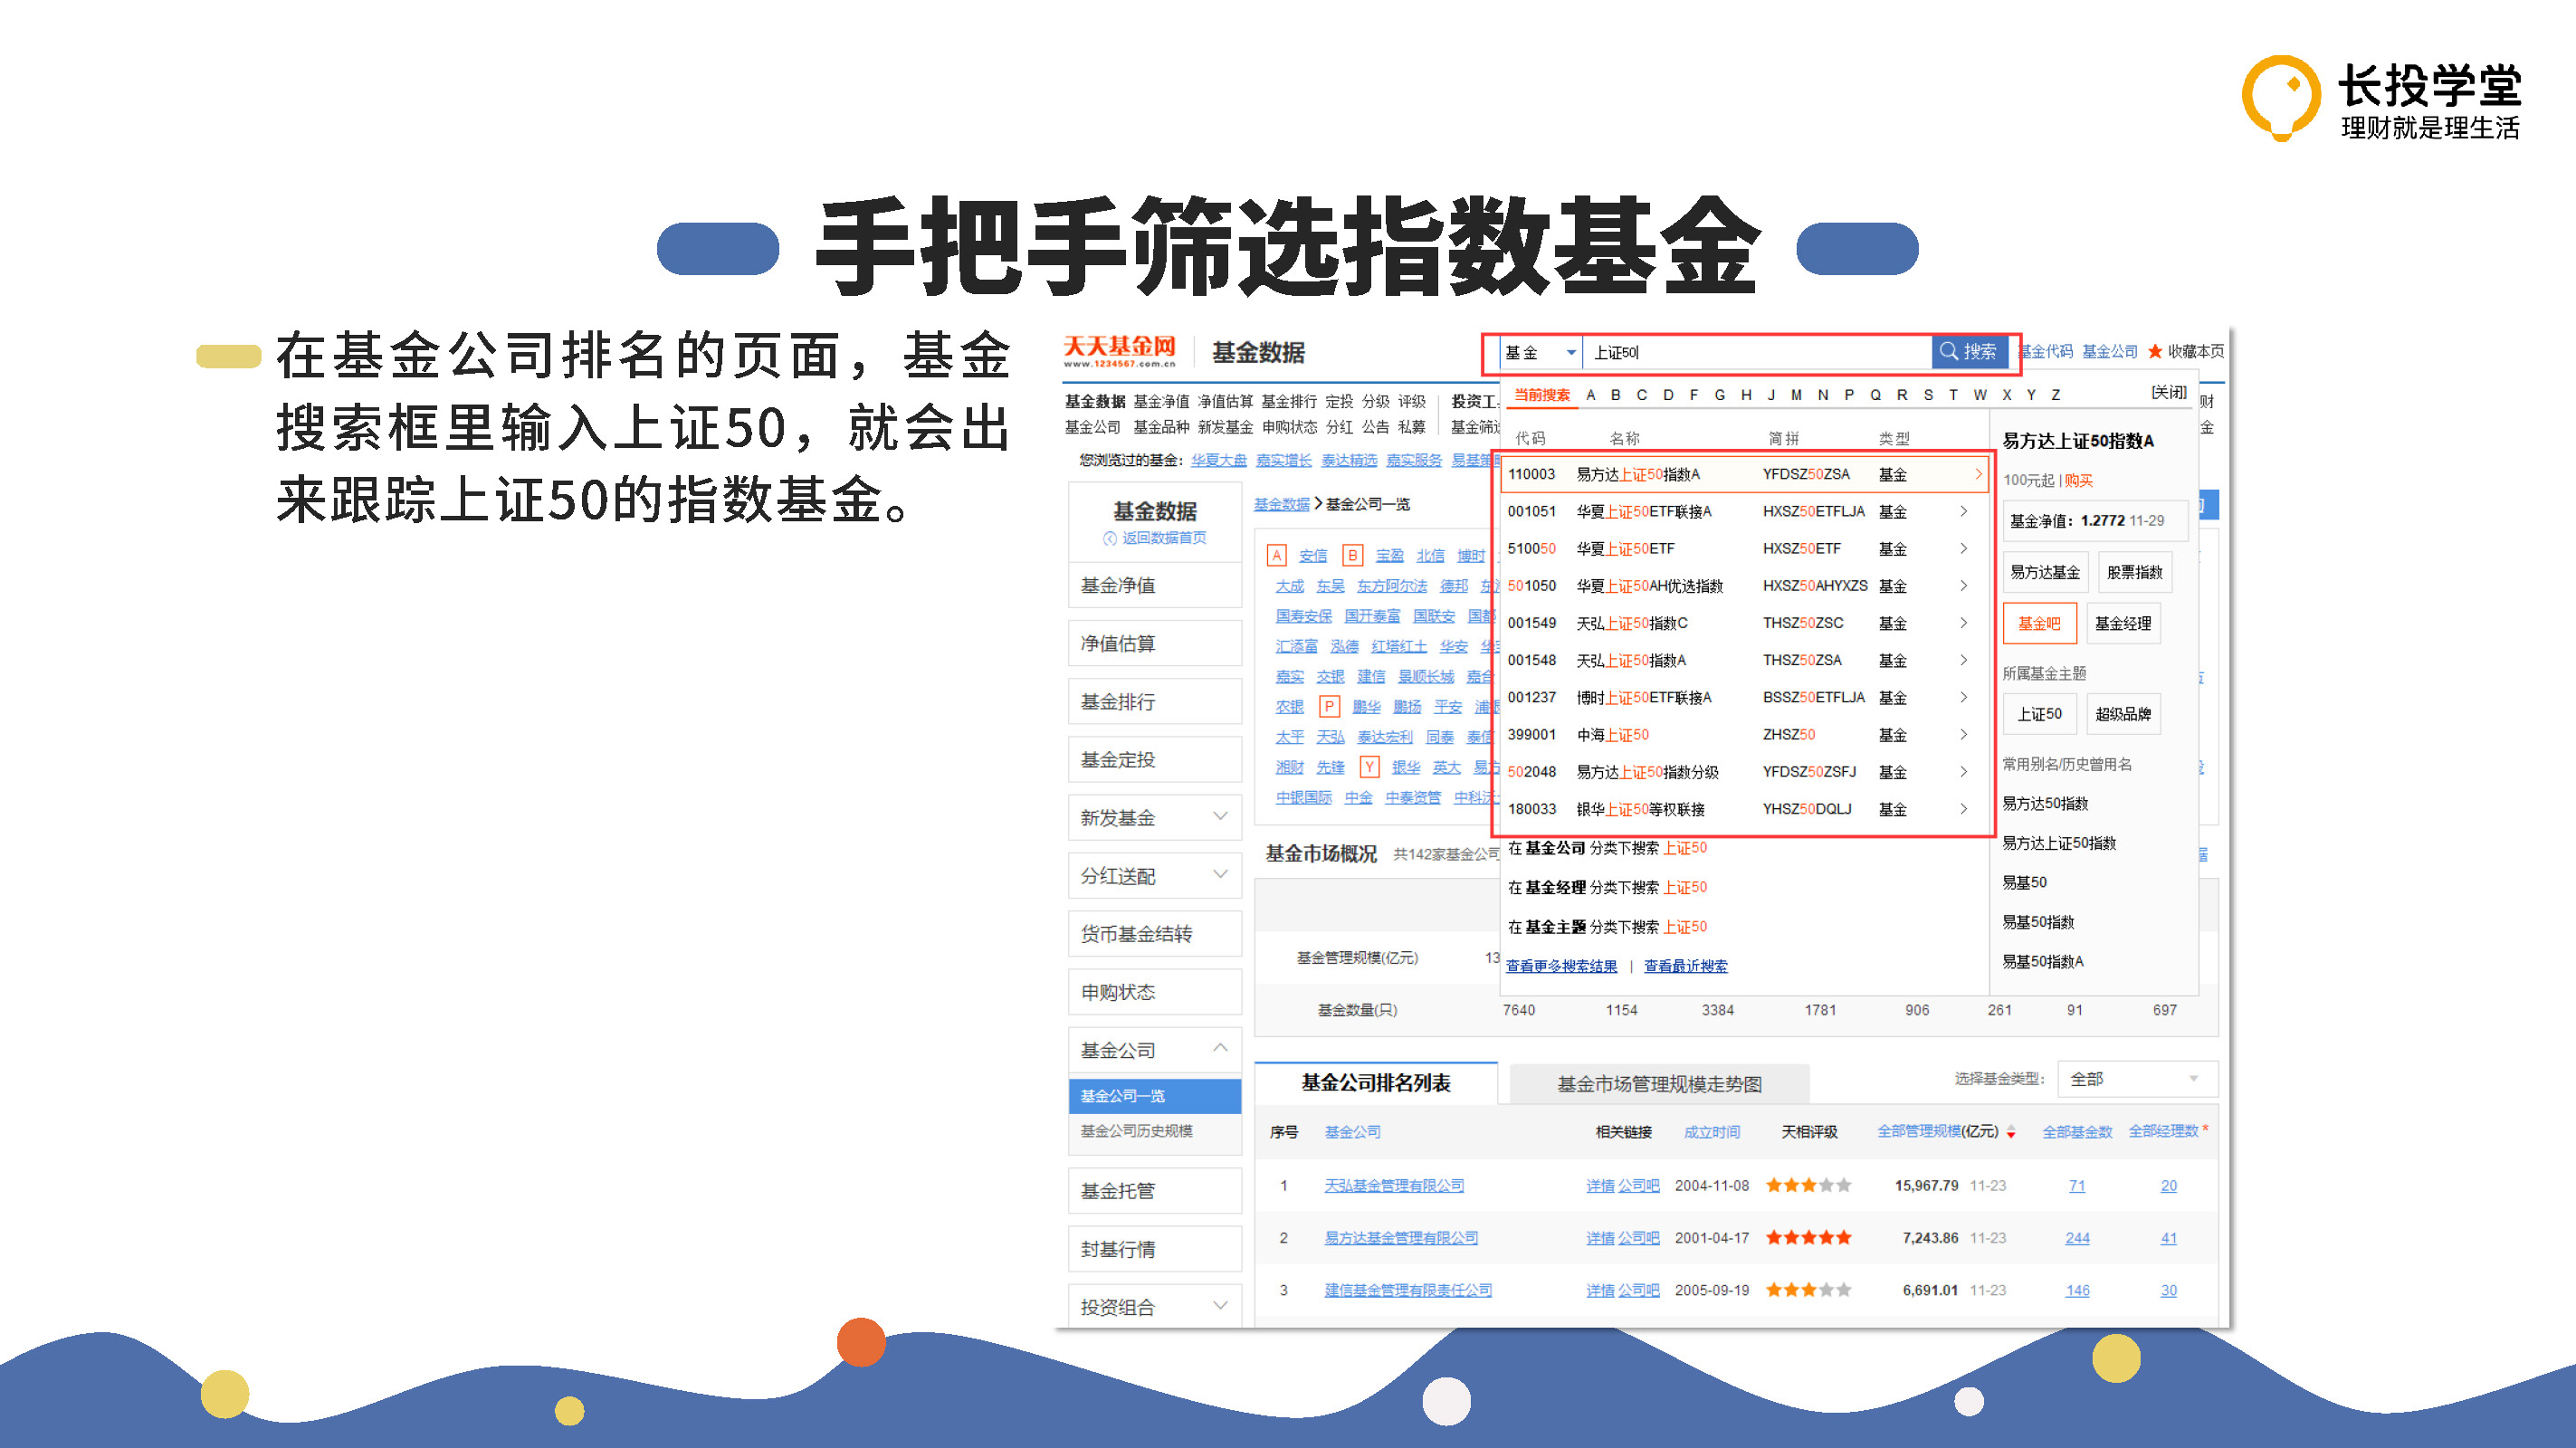 长投学堂
理财就是理生活
手把手筛选指数基金
在基金公司排名的页面，基金
搜索框里输入上证50，就会出
来跟踪上证50的指数基金。
天天基金网
www.1234567.com.cn
基金数据
基金 上证50 搜索 基金代码 基金公司 收藏本页
基金数据 基金净值 净值估算 基金排行 定投 分级 评级 投资工
基金公司 基金品种 新发基金 申购状态 分红 公告 私募 基金筛
您浏览过的基金： 华夏大盘 嘉实增长 泰达精选 嘉实服务 易基策
当前搜索 A B C D F G H J M N P Q R S T W X Y Z [关闭] 财
金
代码 名称 简拼 类型
110003 易方达上证50指数A YFDSZ50ZSA 基金
001051 华夏上证50ETF联接A HXSZ50ETFLJA 基金
510050 华夏上证50ETF HXSZ50ETF 基金
501050 华夏上证50AH优选指数 HXSZ50AHYXZS 基金
001549 天弘上证50指数C THSZ50ZSC 基金
001548 天弘上证50指数A THSZ50ZSA 基金
001237 博时上证50ETF联接A BSSZ50ETFLJA 基金
399001 中海上证50 ZHSZ50 基金
502048 易方达上证50指数分级 YFDSZ50ZSFJ 基金
180033 银华上证50等权联接 YHSZ50DQLJ 基金
在 基金公司 分类下搜索 上证50
在 基金经理 分类下搜索 上证50
在 基金主题 分类下搜索 上证50
查看更多搜索结果 | 查看最近搜索
易方达上证50指数A
100元起 | 购买
基金净值：1.2772 11-29
易方达基金 股票指数
基金吧 基金经理
所属基金主题
上证50 超级品牌
常用别名/历史曾用名
易方达50指数
易方达上证50指数
易基50
易基50指数
易基50指数A
基金数据
返回数据首页
基金净值
净值估算
基金排行
基金定投
新发基金
分红送配
货币基金结转
申购状态
基金公司
基金公司一览
基金公司历史规模
基金托管
封基行情
投资组合
基金数据 > 基金公司一览
A 安信 B 宝盈 北信 博时
大成 东吴 东方阿尔法 德邦 东
国寿安保 国开泰富 国联安 国都
汇添富 泓德 红塔红土 华安
嘉实 交银 建信 景顺长城 嘉合
农银 P 鹏华 鹏扬 平安 浦银
太平 天弘 泰达宏利 同泰 泰信
湘财 先锋 Y 银华 英大 易方
中银国际 中金 中泰资管 中科沃
基金市场概况 共142家基金公司
基金管理规模(亿元) 13
基金数量(只) 7640 1154 3384 1781 906 261 91 697
基金公司排名列表 基金市场管理规模走势图 选择基金类型： 全部
序号 基金公司 相关链接 成立时间 天相评级 全部管理规模(亿元) 全部基金数 全部经理数 *
1 天弘基金管理有限公司 详情 公司吧 2004-11-08 ★★★★★ 15,967.79 11-23 71 20
2 易方达基金管理有限公司 详情 公司吧 2001-04-17 ★★★★★ 7,243.86 11-23 244 41
3 建信基金管理有限责任公司 详情 公司吧 2005-09-19 ★★★★★ 6,691.01 11-23 146 30